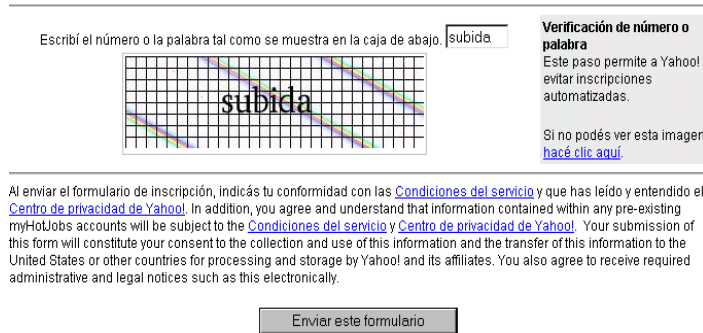 Escribí el número o la palabra tal como se muestra en la caja de abajo. subida
subida
Verificación de número o
palabra
Este paso permite a Yahoo!
evitar inscripciones
automatizadas.
Si no podés ver esta imagen
hacé clic aquí.
Al enviar el formulario de inscripción, indicás tu conformidad con las Condiciones del servicio y que has leído y entendido el
Centro de privacidad de Yahoo!. In addition, you agree and understand that information contained within any pre-existing
myHotJobs accounts will be subject to the Condiciones del servicio y Centro de privacidad de Yahoo!. Your submission of
this form will constitute your consent to the collection and use of this information and the transfer of this information to the
United States or other countries for processing and storage by Yahoo! and its affiliates. You also agree to receive required
administrative and legal notices such as this electronically.
Enviar este formulario